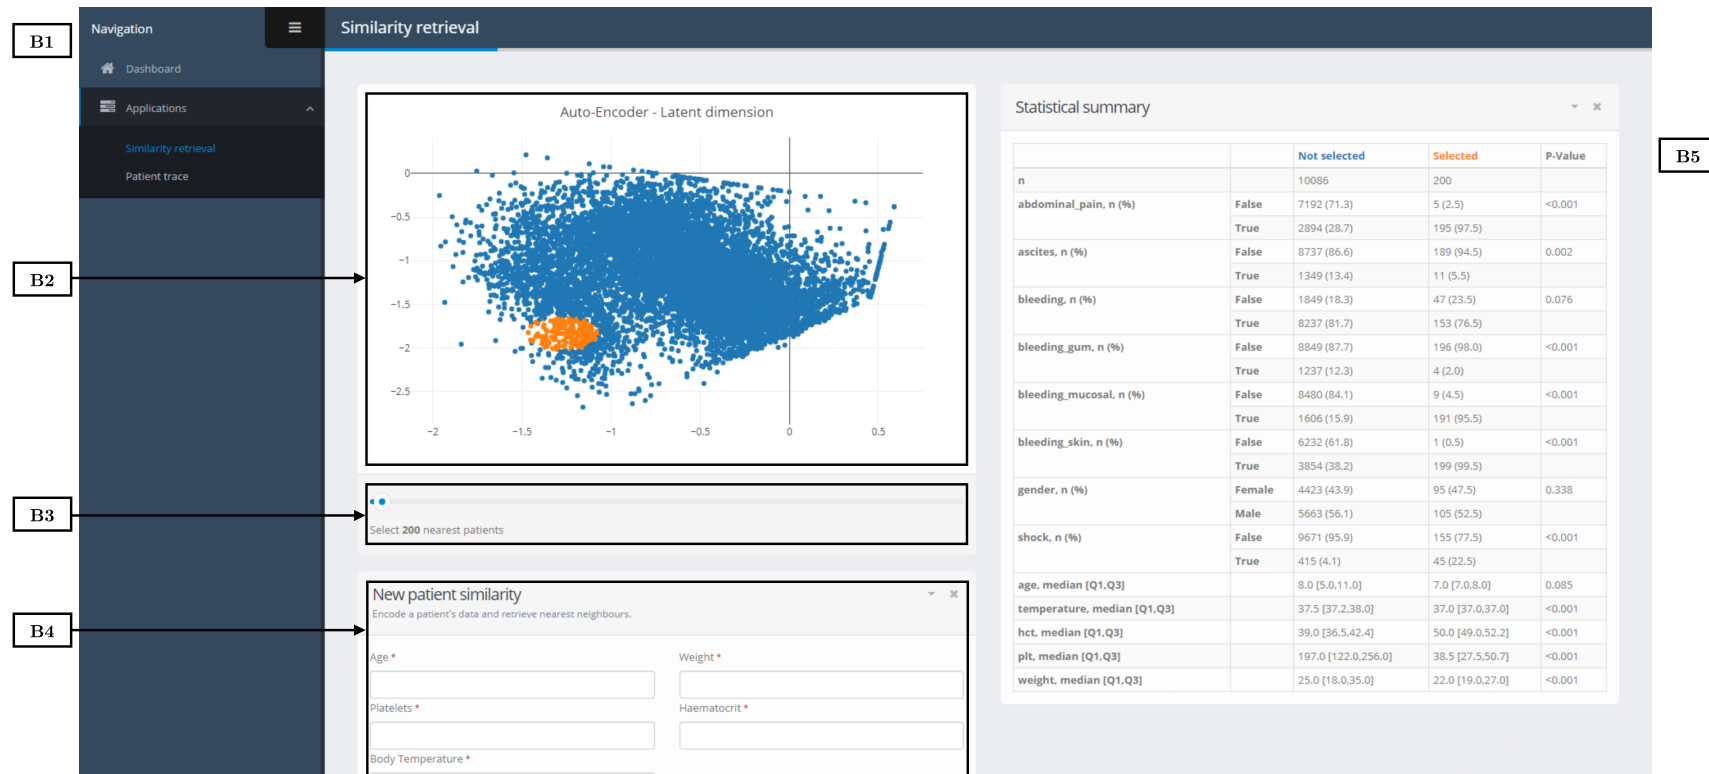 B1
Navigation
Similarity retrieval
Dashboard
Applications
Similarity retrieval
Patient trace
B2
Auto-Encoder - Latent dimension
0
−0.5
−1
−1.5
−2
−2.5
−2 −1.5 −1 −0.5 0 0.5
B3
Select 200 nearest patients
B4
New patient similarity
Encode a patient's data and retrieve nearest neighbours.
Age * Weight *
Platelets * Haematocrit *
Body Temperature *
Statistical summary
B5
Not selected Selected P-Value
n 10086 200
abdominal_pain, n (%) False 7192 (71.3) 5 (2.5) <0.001
True 2894 (28.7) 195 (97.5)
ascites, n (%) False 8737 (86.6) 189 (94.5) 0.002
True 1349 (13.4) 11 (5.5)
bleeding, n (%) False 1849 (18.3) 47 (23.5) 0.076
True 8237 (81.7) 153 (76.5)
bleeding_gum, n (%) False 8849 (87.7) 196 (98.0) <0.001
True 1237 (12.3) 4 (2.0)
bleeding_mucosal, n (%) False 8480 (84.1) 9 (4.5) <0.001
True 1606 (15.9) 191 (95.5)
bleeding_skin, n (%) False 6232 (61.8) 1 (0.5) <0.001
True 3854 (38.2) 199 (99.5)
gender, n (%) Female 4423 (43.9) 95 (47.5) 0.338
Male 5663 (56.1) 105 (52.5)
shock, n (%) False 9671 (95.9) 155 (77.5) <0.001
True 415 (4.1) 45 (22.5)
age, median [Q1,Q3] 8.0 [5.0,11.0] 7.0 [7.0,8.0] 0.085
temperature, median [Q1,Q3] 37.5 [37.2,38.0] 37.0 [37.0,37.0] <0.001
hct, median [Q1,Q3] 39.0 [36.5,42.4] 50.0 [49.0,52.2] <0.001
plt, median [Q1,Q3] 197.0 [122.0,256.0] 38.5 [27.5,50.7] <0.001
weight, median [Q1,Q3] 25.0 [18.0,35.0] 22.0 [19.0,27.0] <0.001